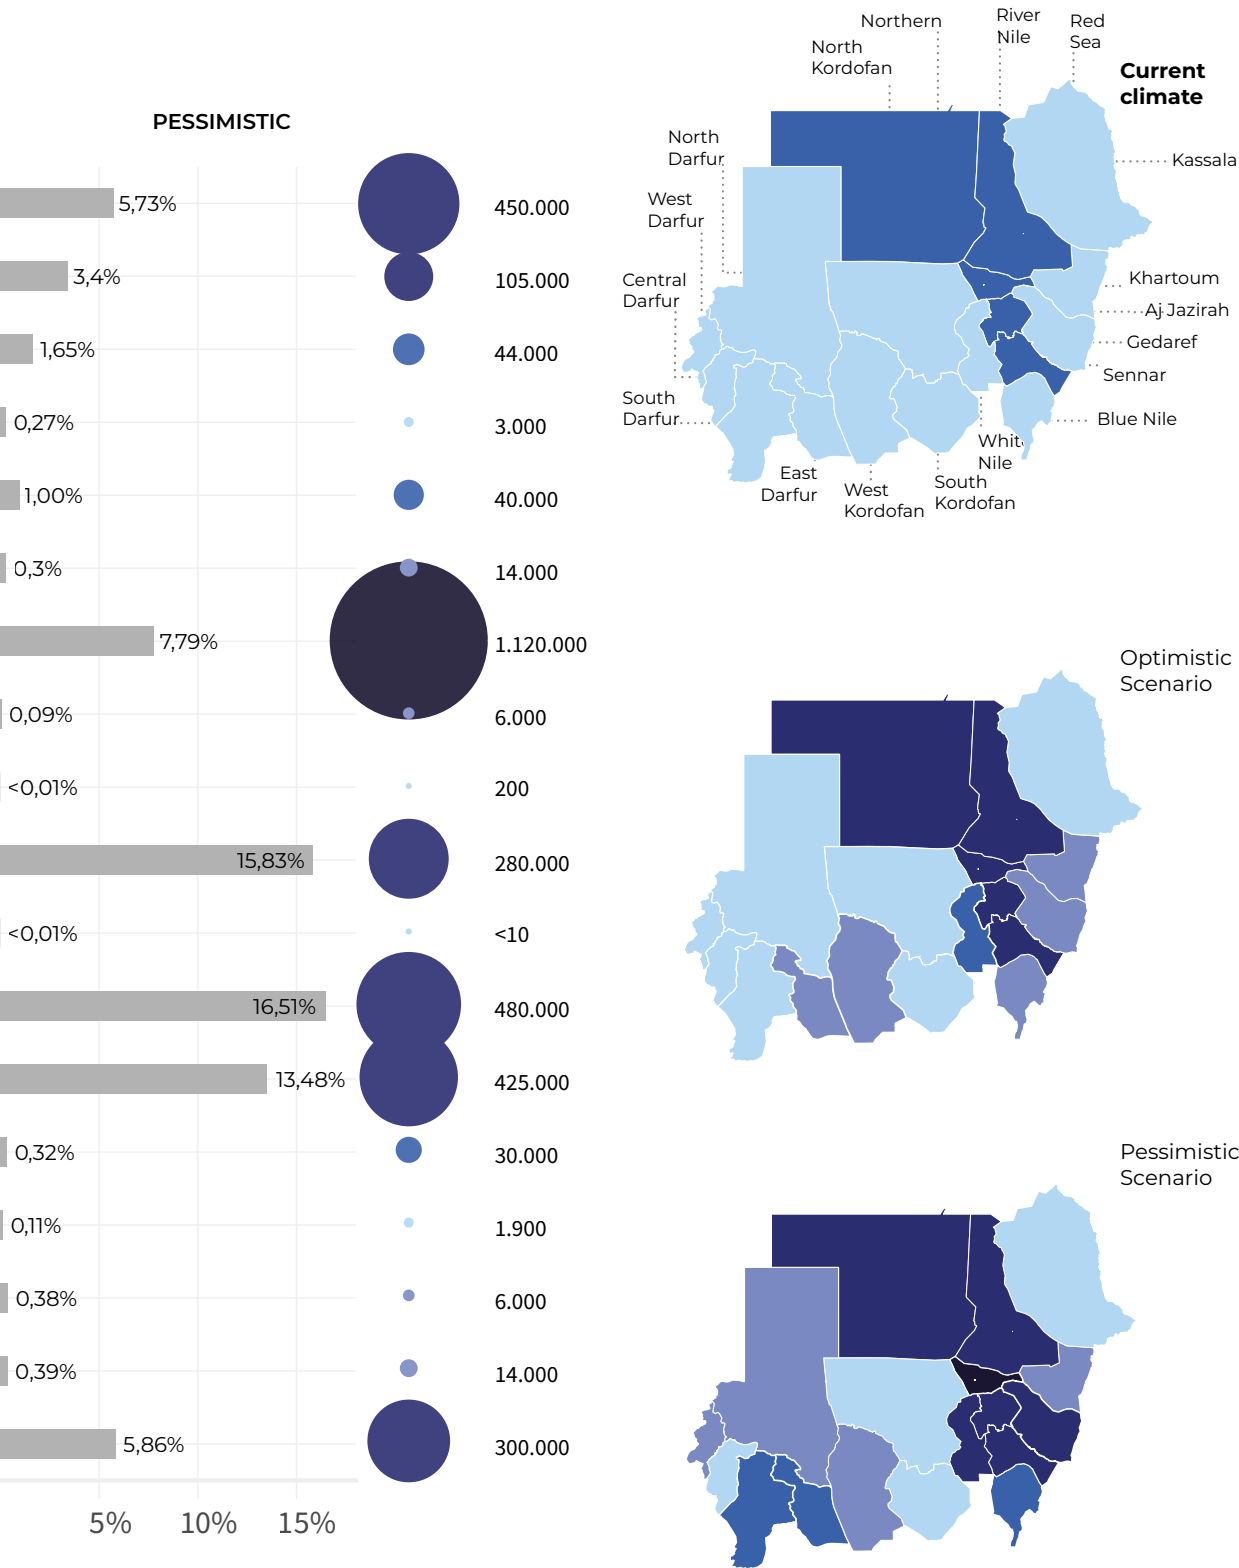 PESSIMISTIC
5,73%
450.000
3,4%
105.000
1,65%
44.000
0,27%
3.000
1,00%
40.000
0,3%
14.000
7,79%
1.120.000
0,09%
6.000
<0,01%
200
15,83%
280.000
<0,01%
<10
16,51%
480.000
13,48%
425.000
0,32%
30.000
0,11%
1.900
0,38%
6.000
0,39%
14.000
5,86%
300.000
5%
10%
15%
Northern
River
Nile
Red
Sea
North
Kordofan
Current
climate
North
Darfur
Kassala
West
Darfur
Central
Darfur
Khartoum
Aj Jazirah
Gedaref
Sennar
South
Darfur
Blue Nile
White
Nile
East
Darfur
West
Kordofan
South
Kordofan
Optimistic
Scenario
Pessimistic
Scenario